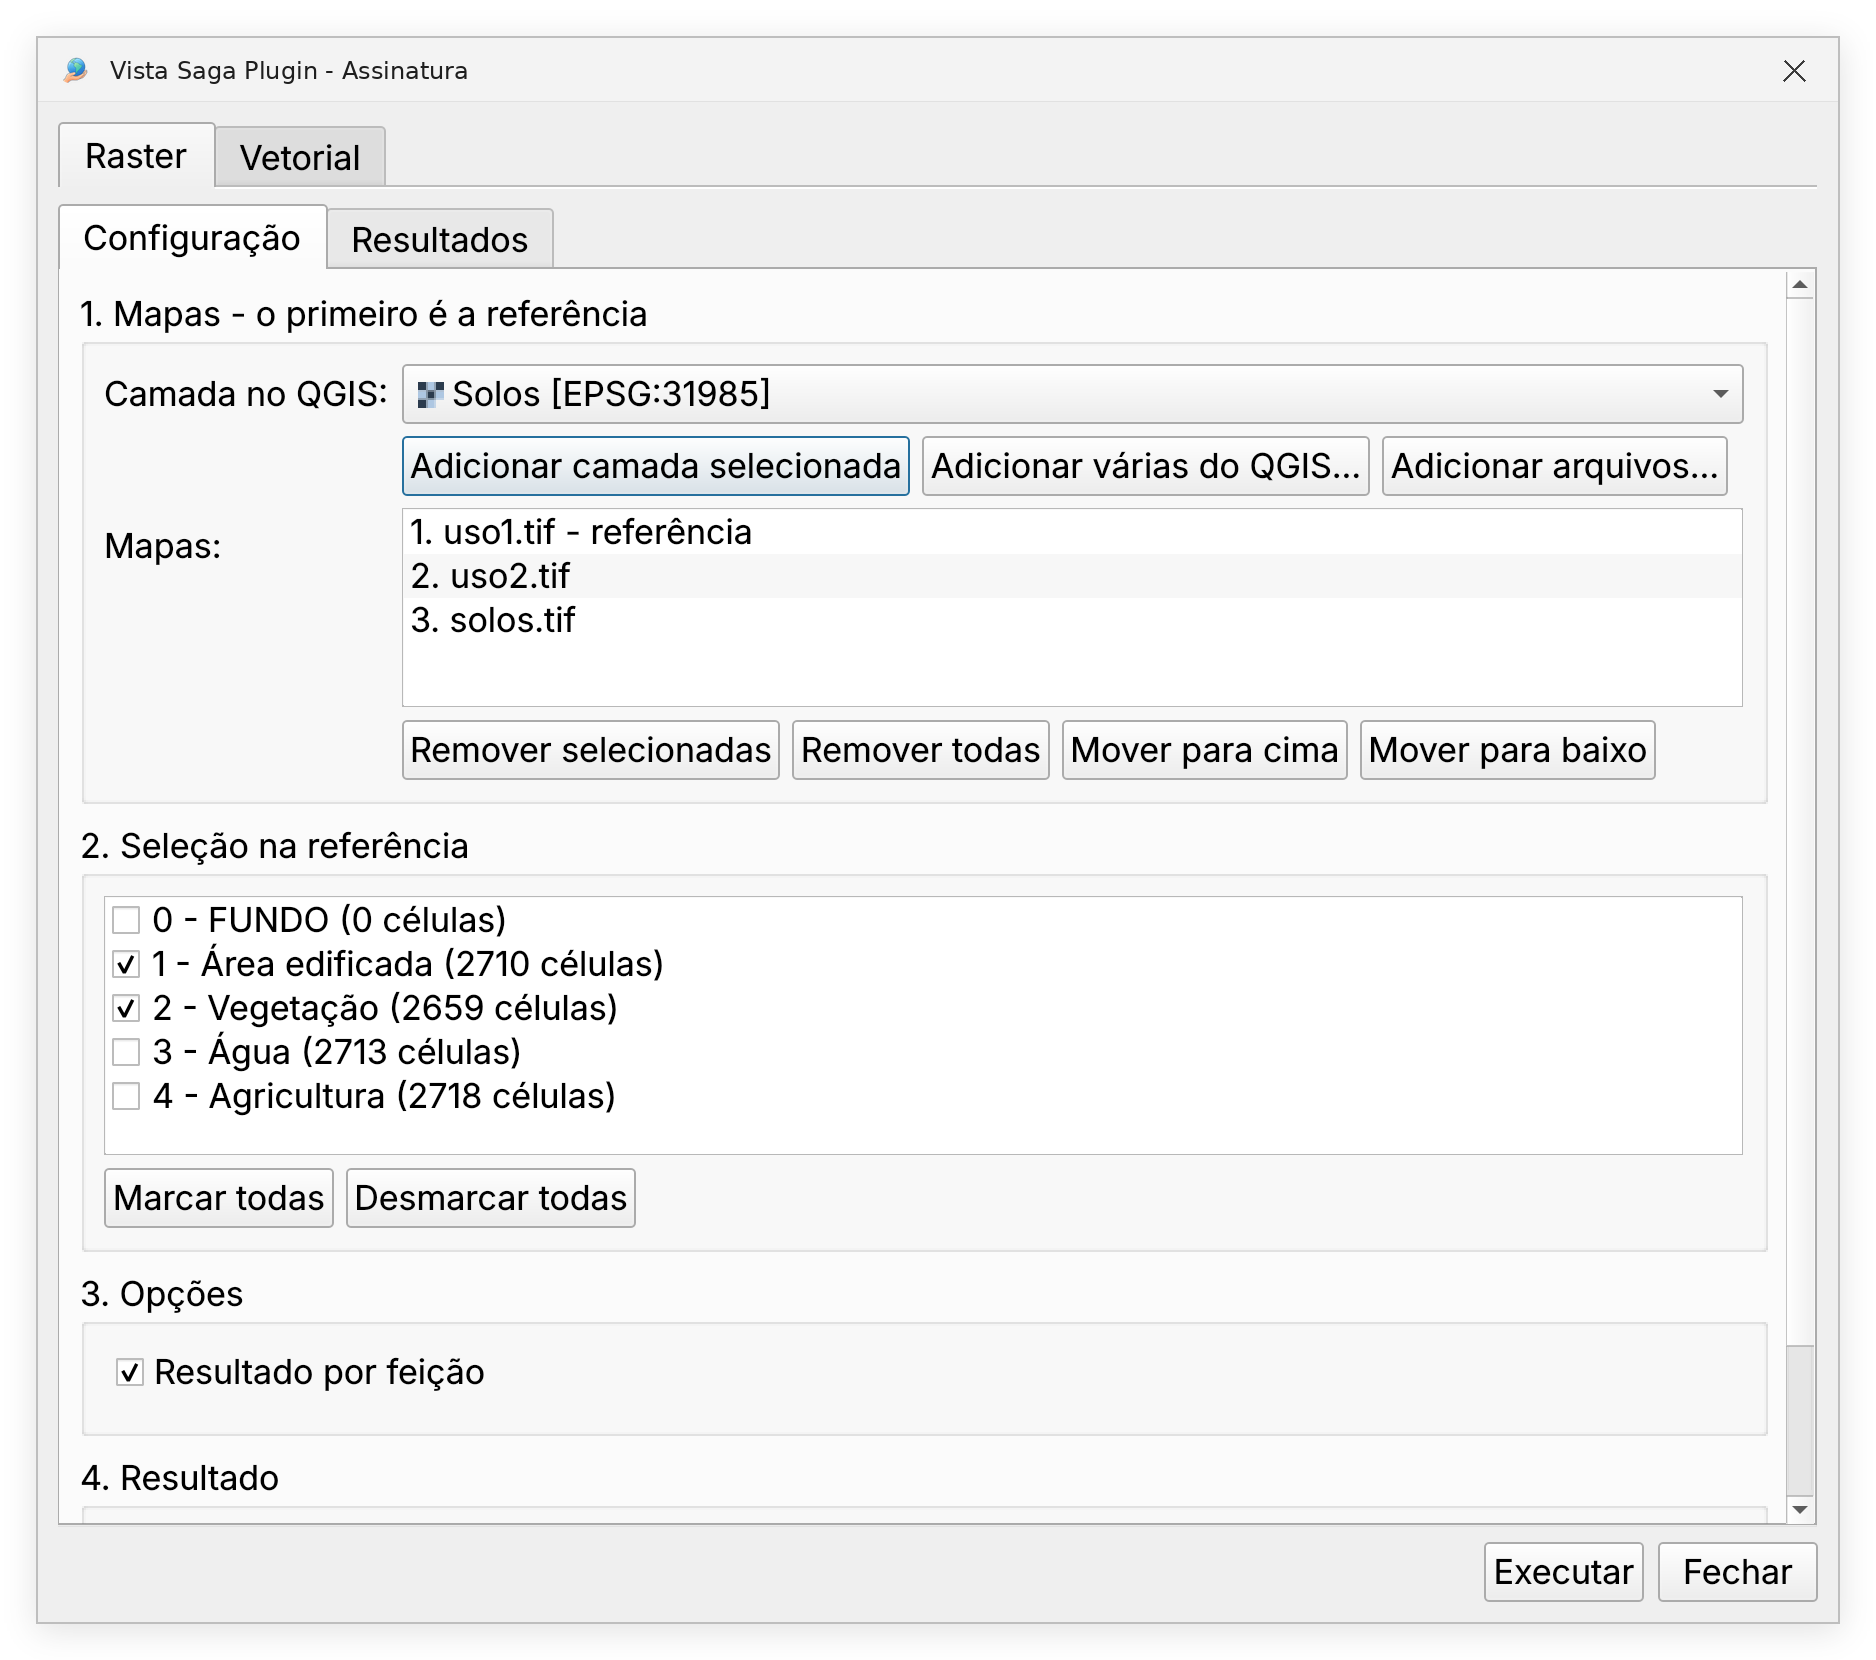 Vista Saga Plugin - Assinatura
Raster Vetorial
Configuração Resultados
1. Mapas - o primeiro é a referência
Camada no QGIS: Solos [EPSG:31985]
Adicionar camada selecionada Adicionar várias do QGIS... Adicionar arquivos...
Mapas:
1. uso1.tif - referência
2. uso2.tif
3. solos.tif
Remover selecionadas Remover todas Mover para cima Mover para baixo
2. Seleção na referência
0 - FUNDO (0 células)
1 - Área edificada (2710 células)
2 - Vegetação (2659 células)
3 - Água (2713 células)
4 - Agricultura (2718 células)
Marcar todas Desmarcar todas
3. Opções
Resultado por feição
4. Resultado
Executar Fechar